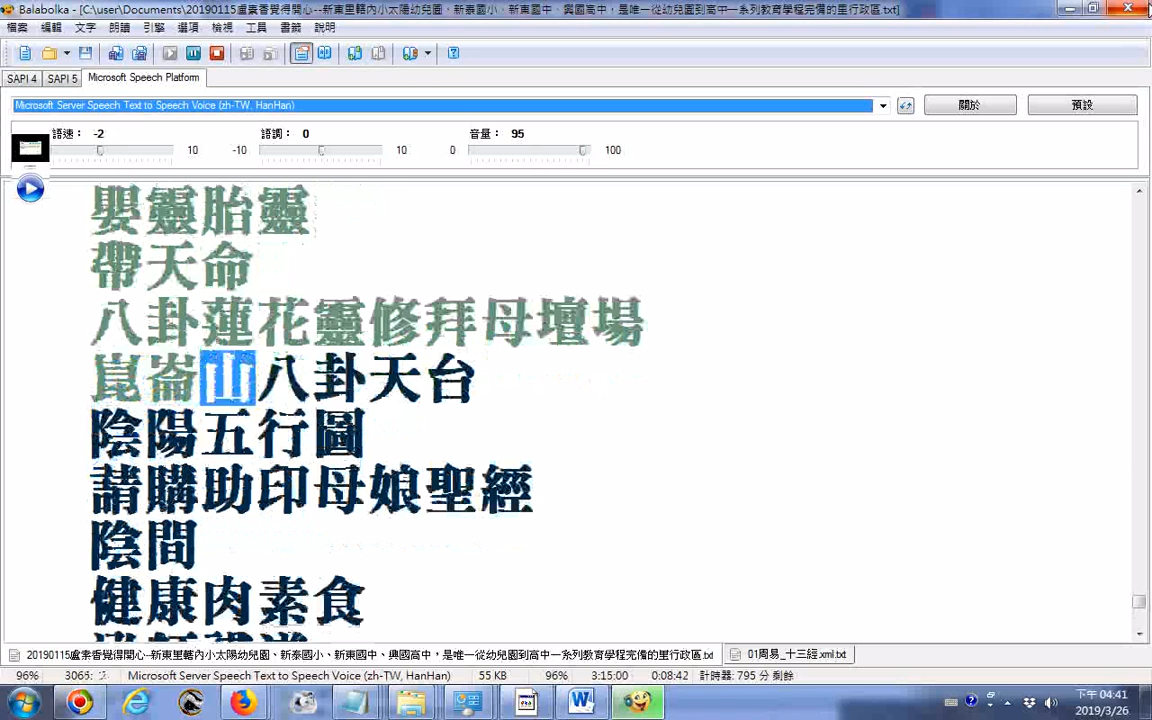 Balabolka - [C:\user\Documents\20190115盧素香覺得開心--新東里轄內小太陽幼兒園、新泰國小、新東國中、興國高中，是唯一從幼兒園到高中一系列教育學程完備的里行政區.txt]
檔案 編輯 文字 朗讀 引擎 選項 檢視 工具 書籤 說明
SAPI 4 SAPI 5 Microsoft Speech Platform
Microsoft Server Speech Text to Speech Voice (zh-TW, HanHan) 關於 預設
語速： -2 語調： 0 音量： 95
10 -10 10 0 100
嬰靈胎靈
帶天命
八卦蓮花靈修拜母壇場
崑崙山八卦天台
陰陽五行圖
請購助印母娘聖經
陰間
健康肉素食
20190115盧素香覺得開心--新東里轄內小太陽幼兒園、新泰國小、新東國中、興國高中，是唯一從幼兒園到高中一系列教育學程完備的里行政區.txt 01周易_十三經.xml.txt
96% 3065: Microsoft Server Speech Text to Speech Voice (zh-TW, HanHan) 55 KB 96% 3:15:00 0:08:42 計時器: 795 分 剩餘
下午 04:41
2019/3/26